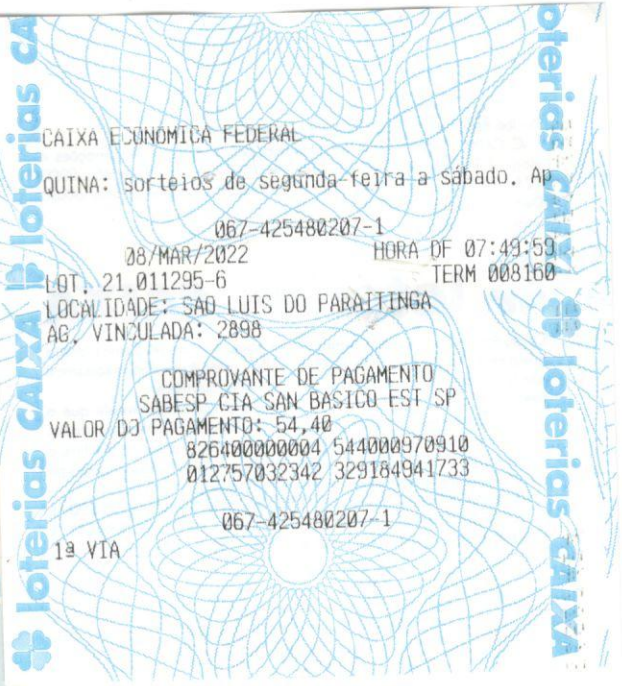 loterias CAIXA
loterias CAIXA
CAIXA ECONOMICA FEDERAL
QUINA: sorteios de segunda-feira a sábado. Ap
067-425480207-1
08/MAR/2022 HORA DF 07:49:59
LOT. 21.011295-6 TERM 008160
LOCALIDADE: SAO LUIS DO PARAITINGA
AG. VINCULADA: 2898
COMPROVANTE DE PAGAMENTO
SABESP CIA SAN BASICO EST SP
VALOR DO PAGAMENTO: 54,40
826400000004 544000970910
012757032342 329184941733
067-425480207-1
1ª VIA
loterias CAIXA
loterias CA